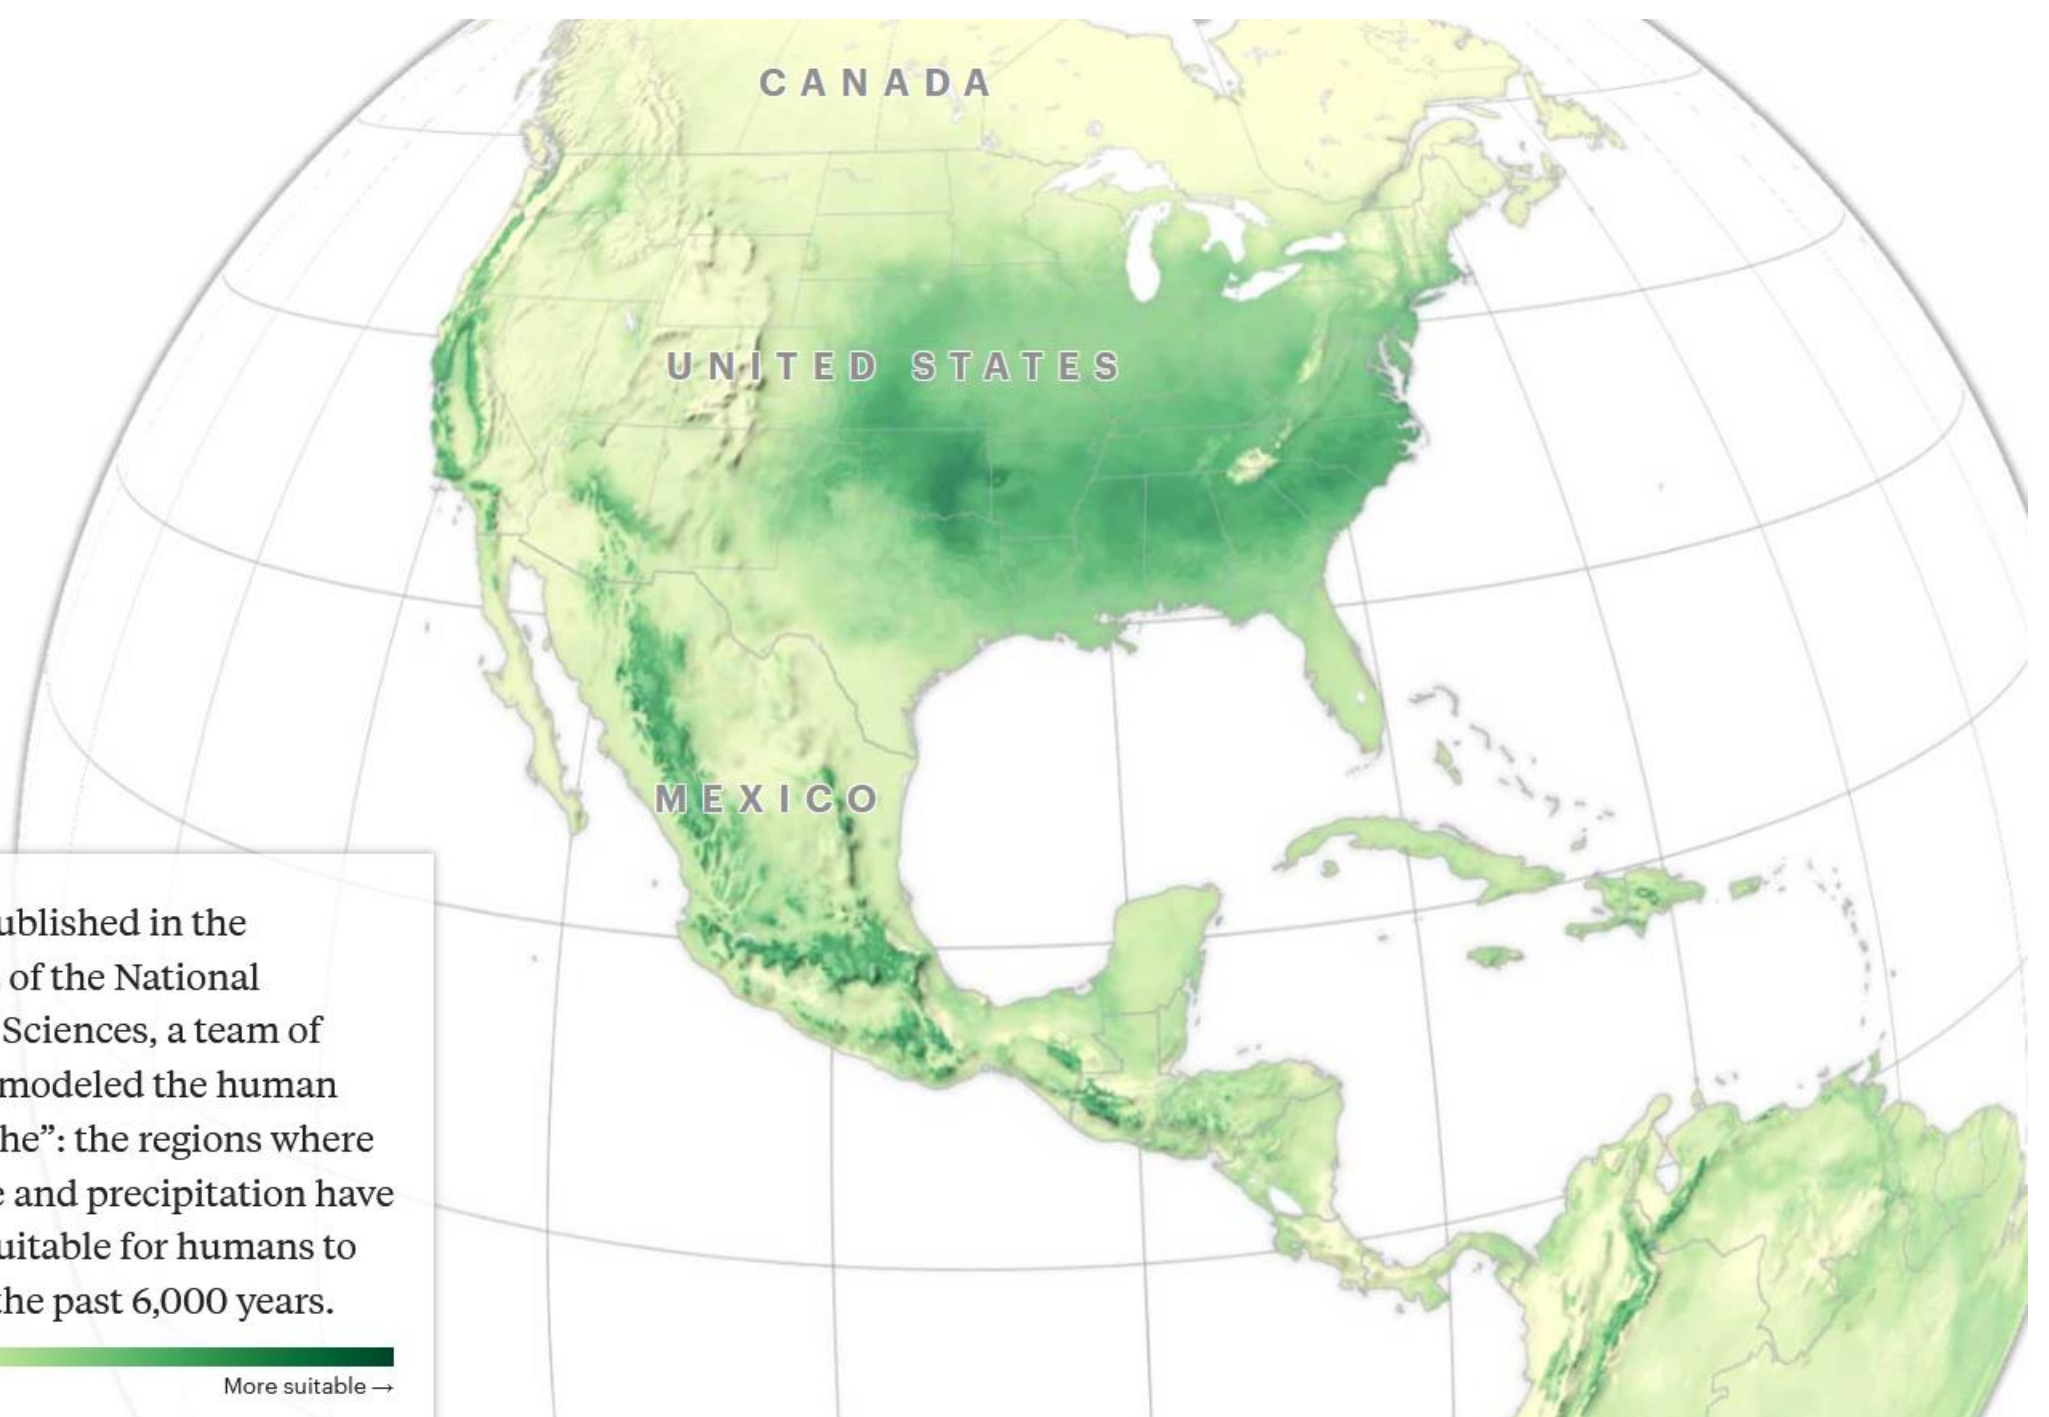 CANADA
UNITED STATES
MEXICO
ublished in the
of the National
Sciences, a team of
modeled the human
he”: the regions where
e and precipitation have
uitable for humans to
the past 6,000 years.
More suitable →